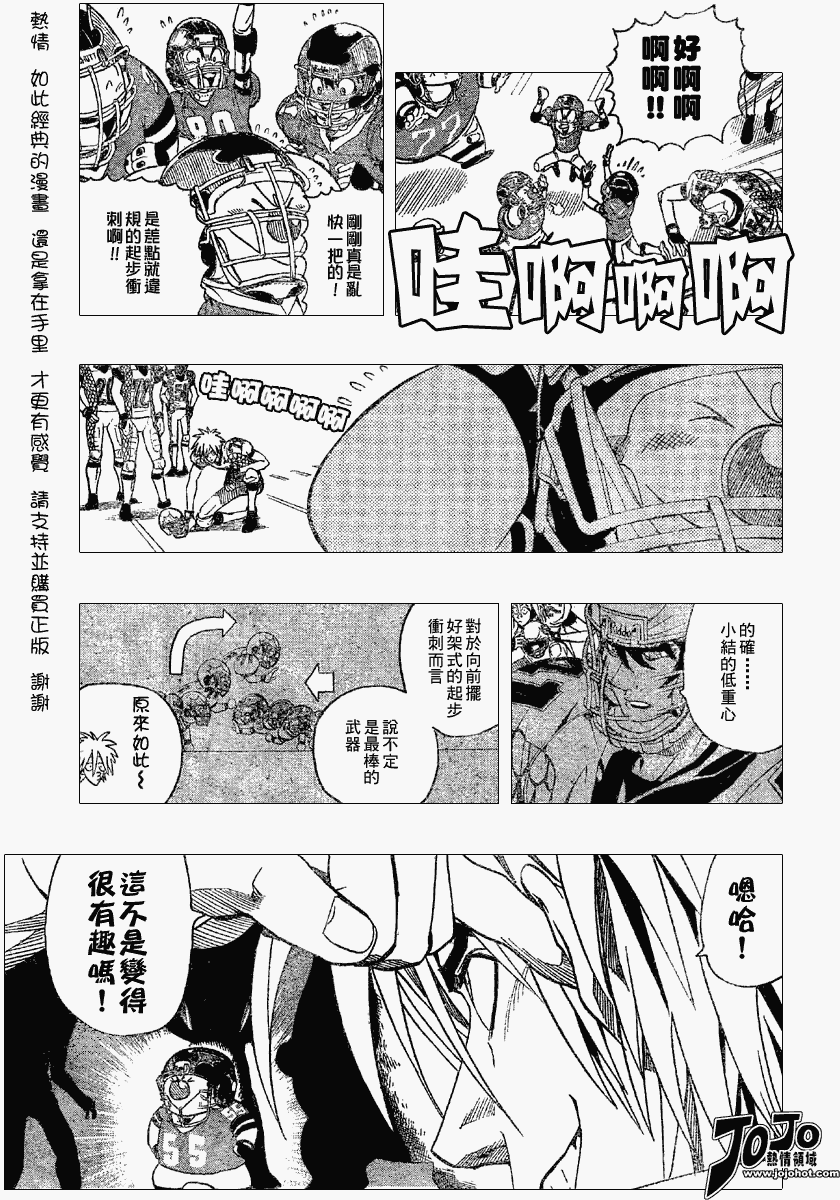 好啊啊
啊啊!!
哇啊啊啊
剛剛真是亂
快一把的！
是差點就違
規的起步衝
刺啊!!
哇啊啊啊啊
的確……
小結的低重心
對於向前擺
好架式的起步
衝刺而言
說不定
是最棒的
武器
原來如此～
嗯哈！
這不是變得
很有趣嗎！
77
80
55
熱情 如此經典的漫畫 還是拿在手里 才更有感覺 請支持並購買正版 謝謝
JoJo
熱情領域
www.jojohot.com